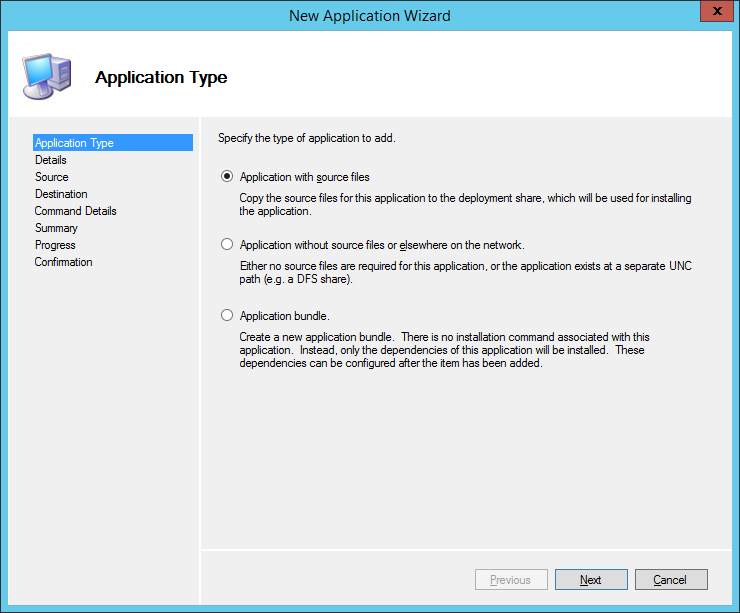 New Application Wizard
x
Application Type
Application Type
Details
Source
Destination
Command Details
Summary
Progress
Confirmation
Specify the type of application to add.
Application with source files
Copy the source files for this application to the deployment share, which will be used for installing
the application.
Application without source files or elsewhere on the network.
Either no source files are required for this application, or the application exists at a separate UNC
path (e.g. a DFS share).
Application bundle.
Create a new application bundle.  There is no installation command associated with this
application.  Instead, only the dependencies of this application will be installed.  These
dependencies can be configured after the item has been added.
Previous
Next
Cancel